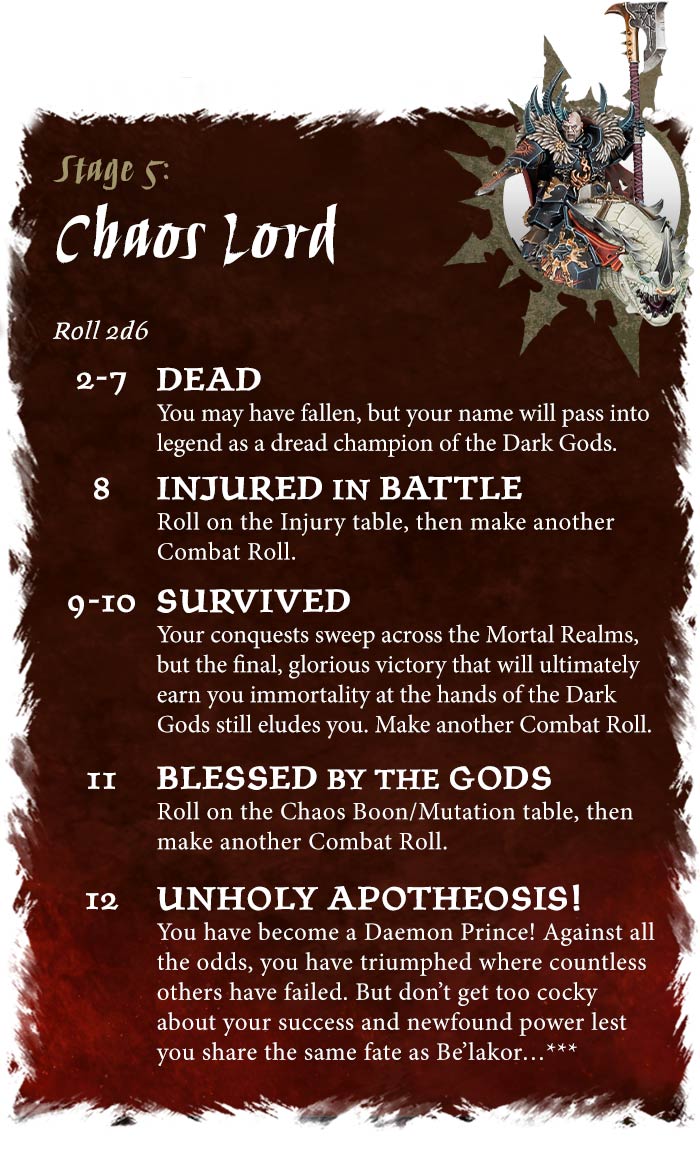 Stage 5:
Chaos Lord
Roll 2d6
2-7 DEAD
You may have fallen, but your name will pass into
legend as a dread champion of the Dark Gods.
8 INJURED IN BATTLE
Roll on the Injury table, then make another
Combat Roll.
9-10 SURVIVED
Your conquests sweep across the Mortal Realms,
but the final, glorious victory that will ultimately
earn you immortality at the hands of the Dark
Gods still eludes you. Make another Combat Roll.
11 BLESSED BY THE GODS
Roll on the Chaos Boon/Mutation table, then
make another Combat Roll.
12 UNHOLY APOTHEOSIS!
You have become a Daemon Prince! Against all
the odds, you have triumphed where countless
others have failed. But don’t get too cocky
about your success and newfound power lest
you share the same fate as Be’lakor…***